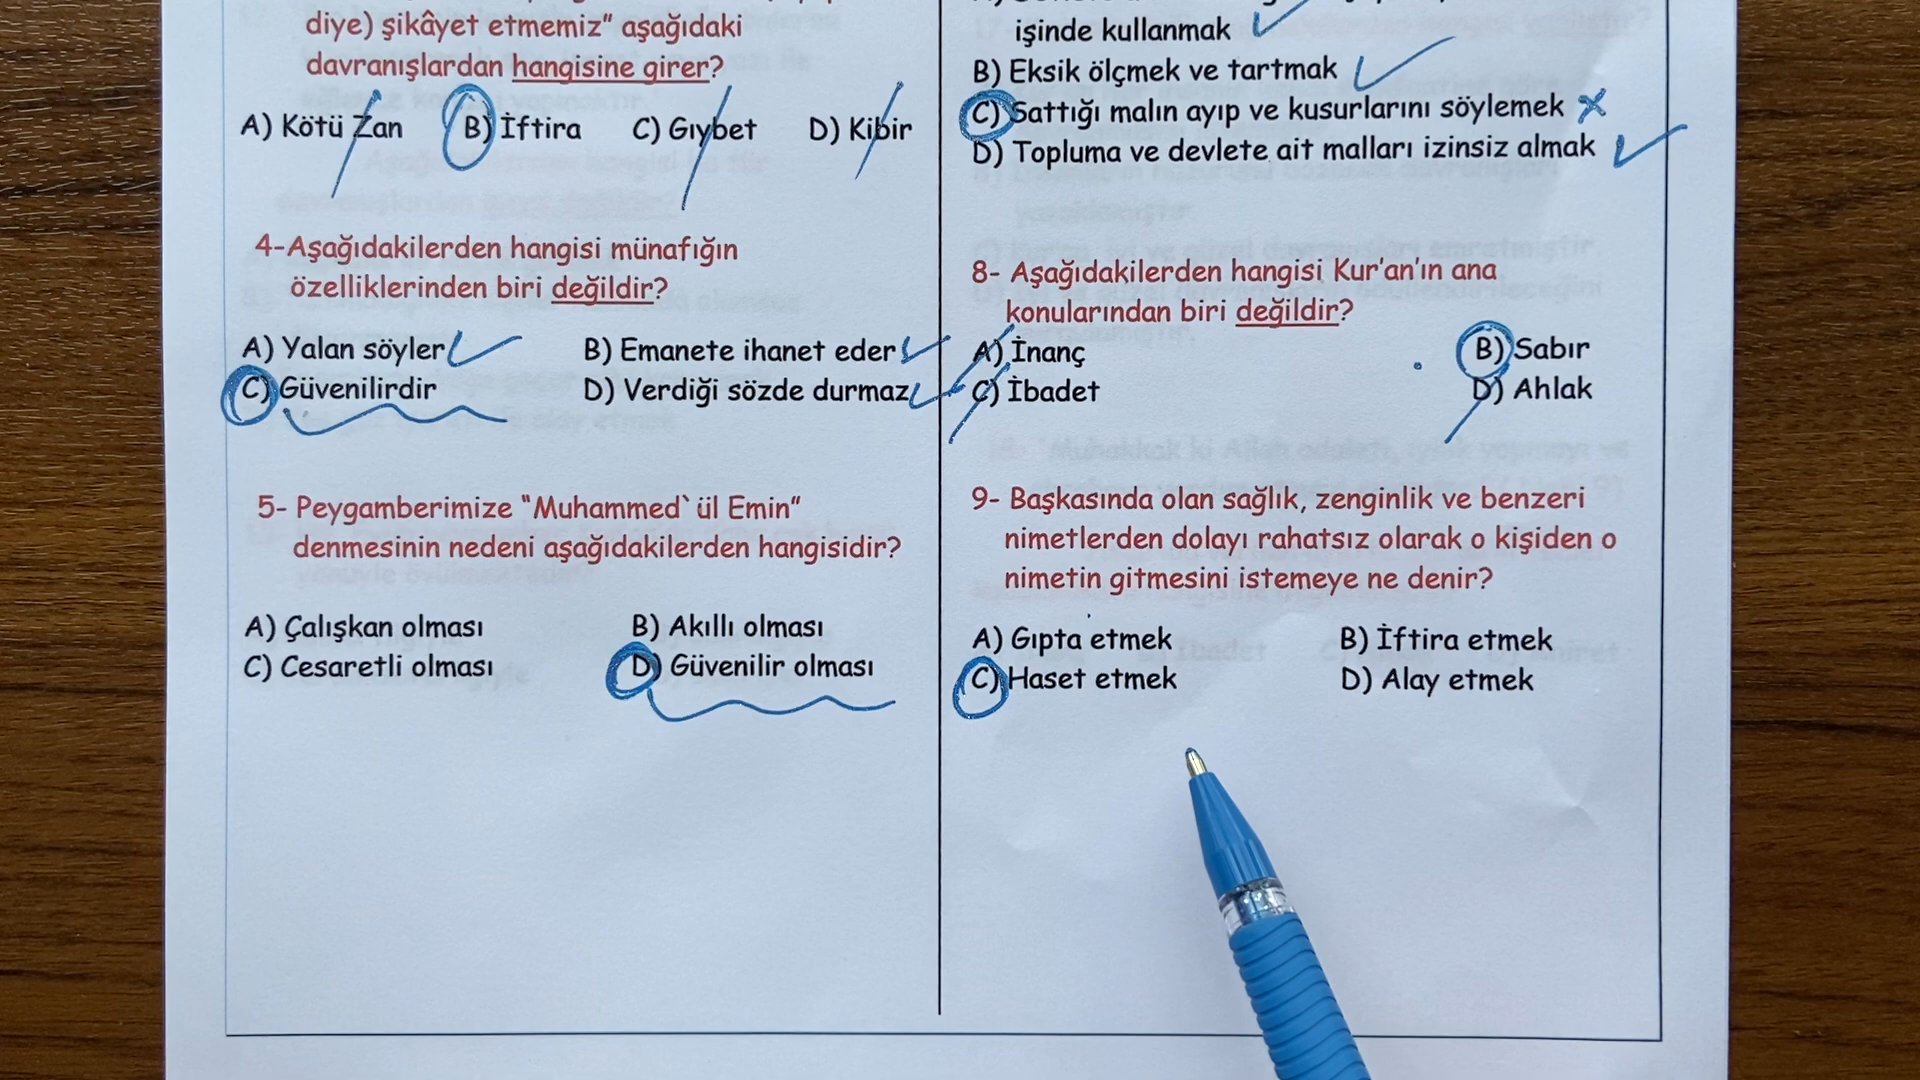 diye) şikâyet etmemiz" aşağıdaki
davranışlardan hangisine girer?
A) Kötü Zan B) İftira C) Gıybet D) Kibir
4-Aşağıdakilerden hangisi münafığın
özelliklerinden biri değildir?
A) Yalan söyler B) Emanete ihanet eder
C) Güvenilirdir D) Verdiği sözde durmaz
5- Peygamberimize "Muhammed`ül Emin"
denmesinin nedeni aşağıdakilerden hangisidir?
A) Çalışkan olması B) Akıllı olması
C) Cesaretli olması D) Güvenilir olması
işinde kullanmak
B) Eksik ölçmek ve tartmak
C) Sattığı malın ayıp ve kusurlarını söylemek
D) Topluma ve devlete ait malları izinsiz almak
8- Aşağıdakilerden hangisi Kur'an'ın ana
konularından biri değildir?
A) İnanç B) Sabır
C) İbadet D) Ahlak
9- Başkasında olan sağlık, zenginlik ve benzeri
nimetlerden dolayı rahatsız olarak o kişiden o
nimetin gitmesini istemeye ne denir?
A) Gıpta etmek B) İftira etmek
C) Haset etmek D) Alay etmek